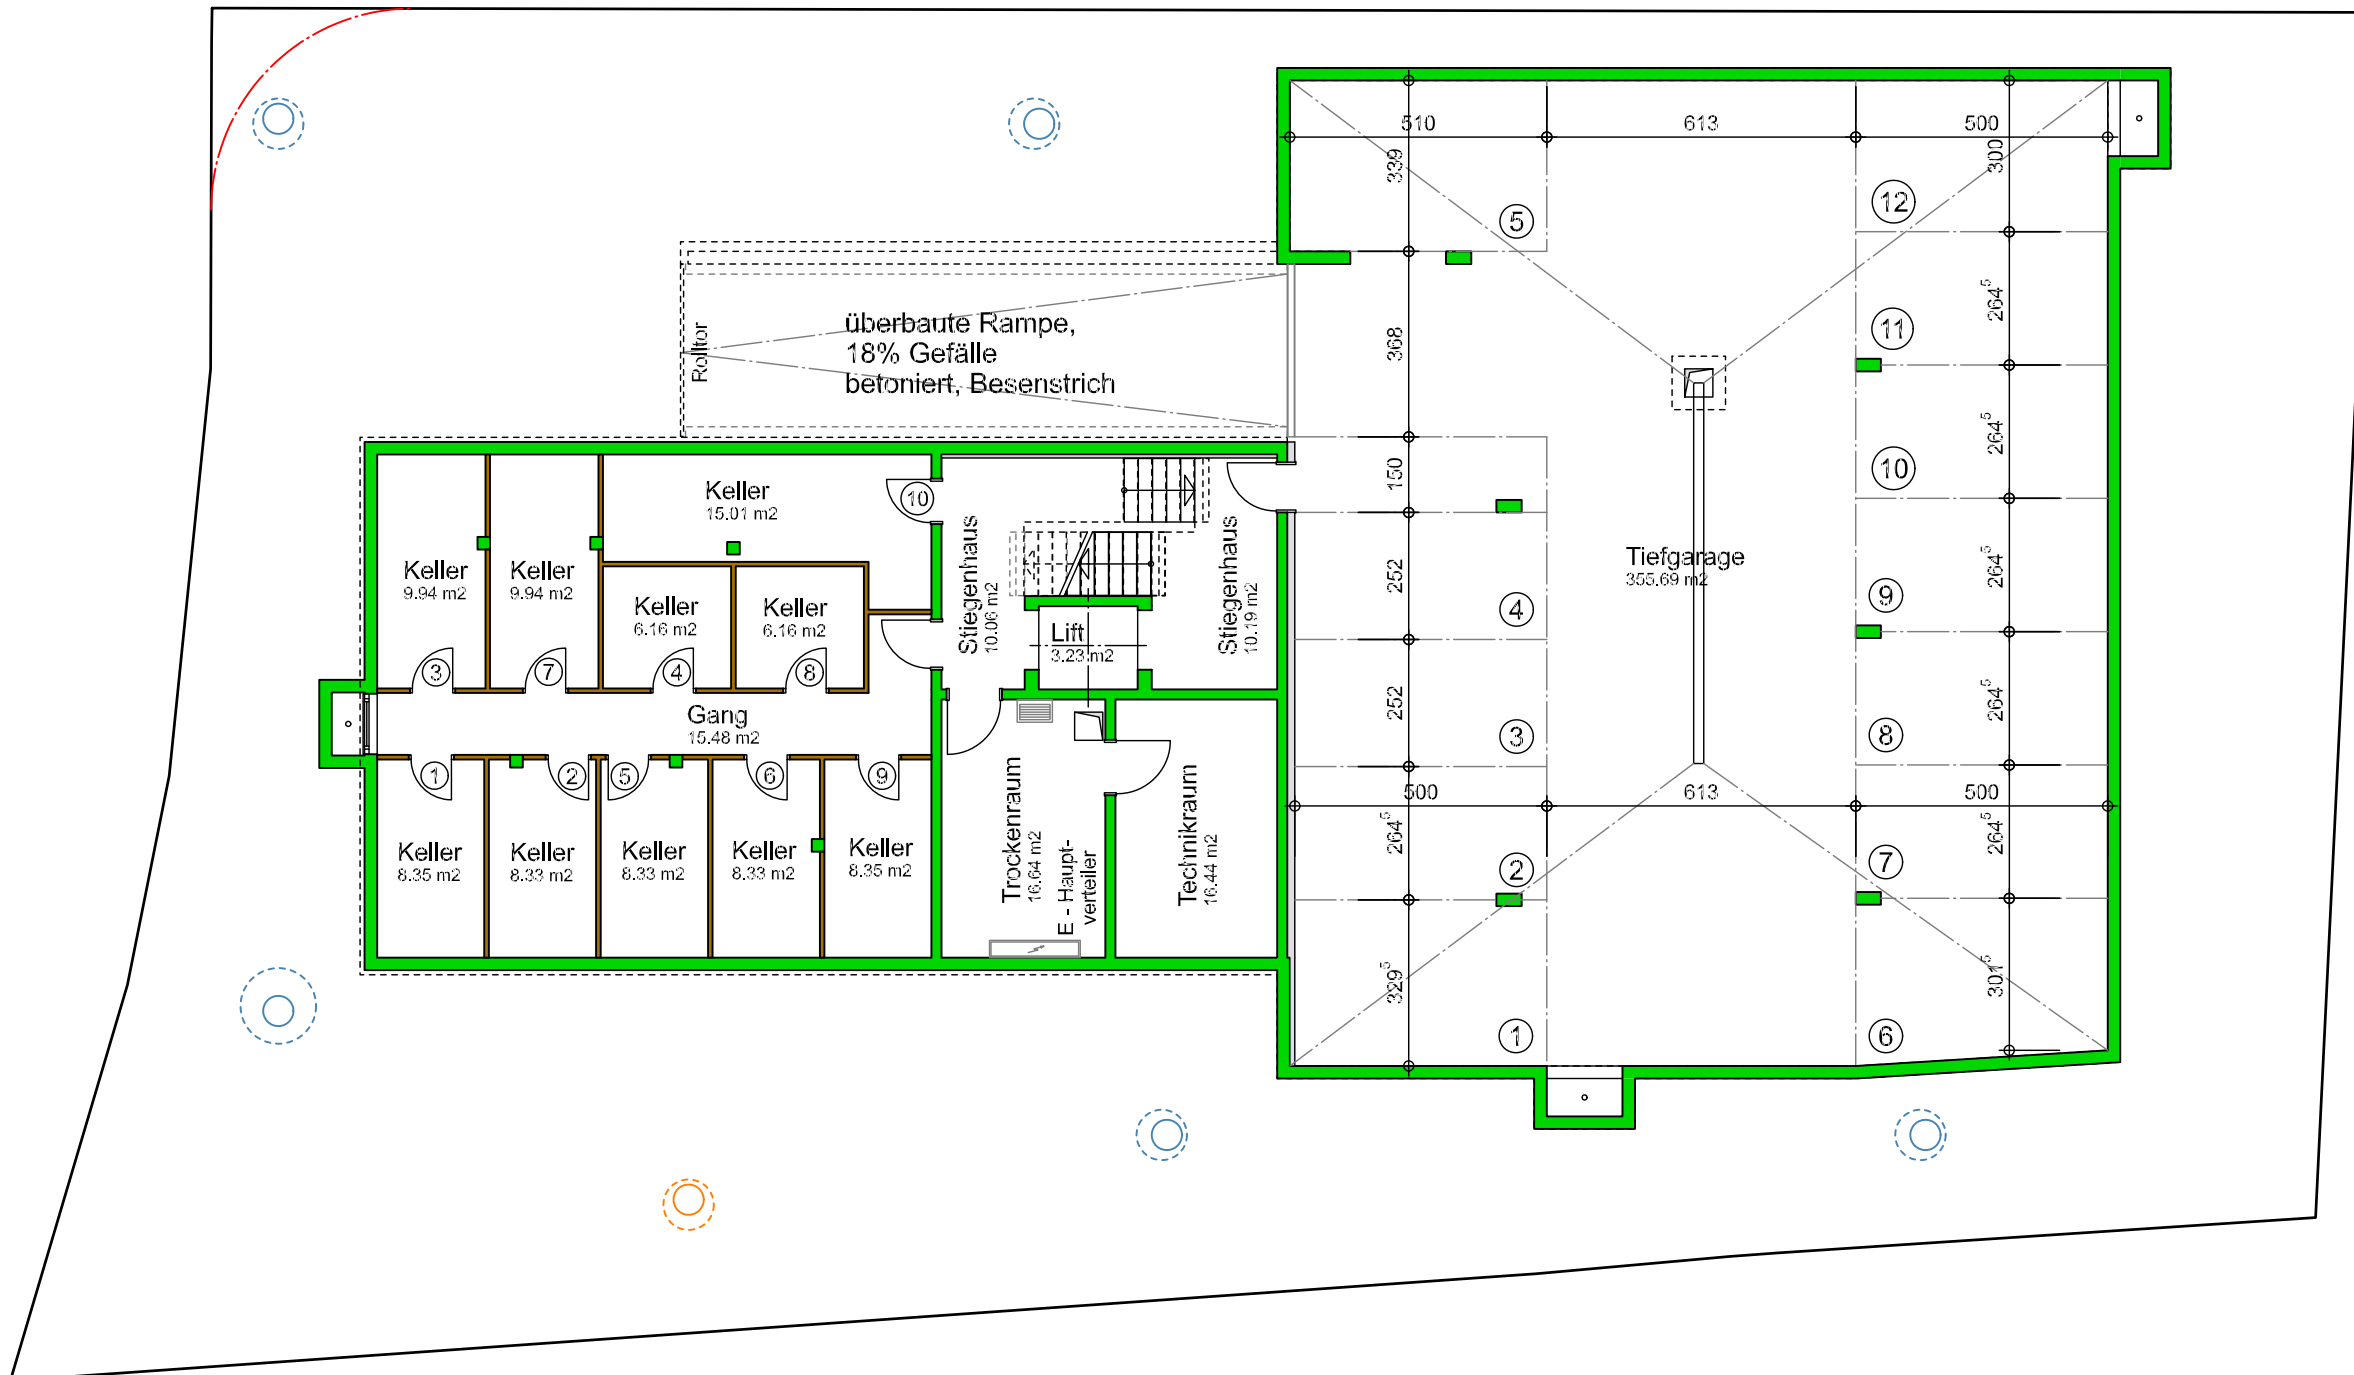 510
613
500
339
300
12
5
264⁵
11
überbaute Rampe,
18% Gefälle
betoniert, Besenstrich
Rolltor
368
264⁵
10
150
Keller
15.01 m2
10
Keller
9.94 m2
Keller
9.94 m2
Keller
6.16 m2
Keller
6.16 m2
Stiegenhaus
10.06 m2
Stiegenhaus
10.19 m2
Lift
3.23 m2
Tiefgarage
355.69 m2
252
4
264⁵
9
3
7
4
8
Gang
15.48 m2
252
3
264⁵
8
1
2
5
6
9
500
613
500
Keller
8.35 m2
Keller
8.33 m2
Keller
8.33 m2
Keller
8.33 m2
Keller
8.35 m2
Trockenraum
16.64 m2
E - Haupt-
verteiler
Technikraum
16.44 m2
264⁵
2
264⁵
7
329⁵
1
301⁵
6